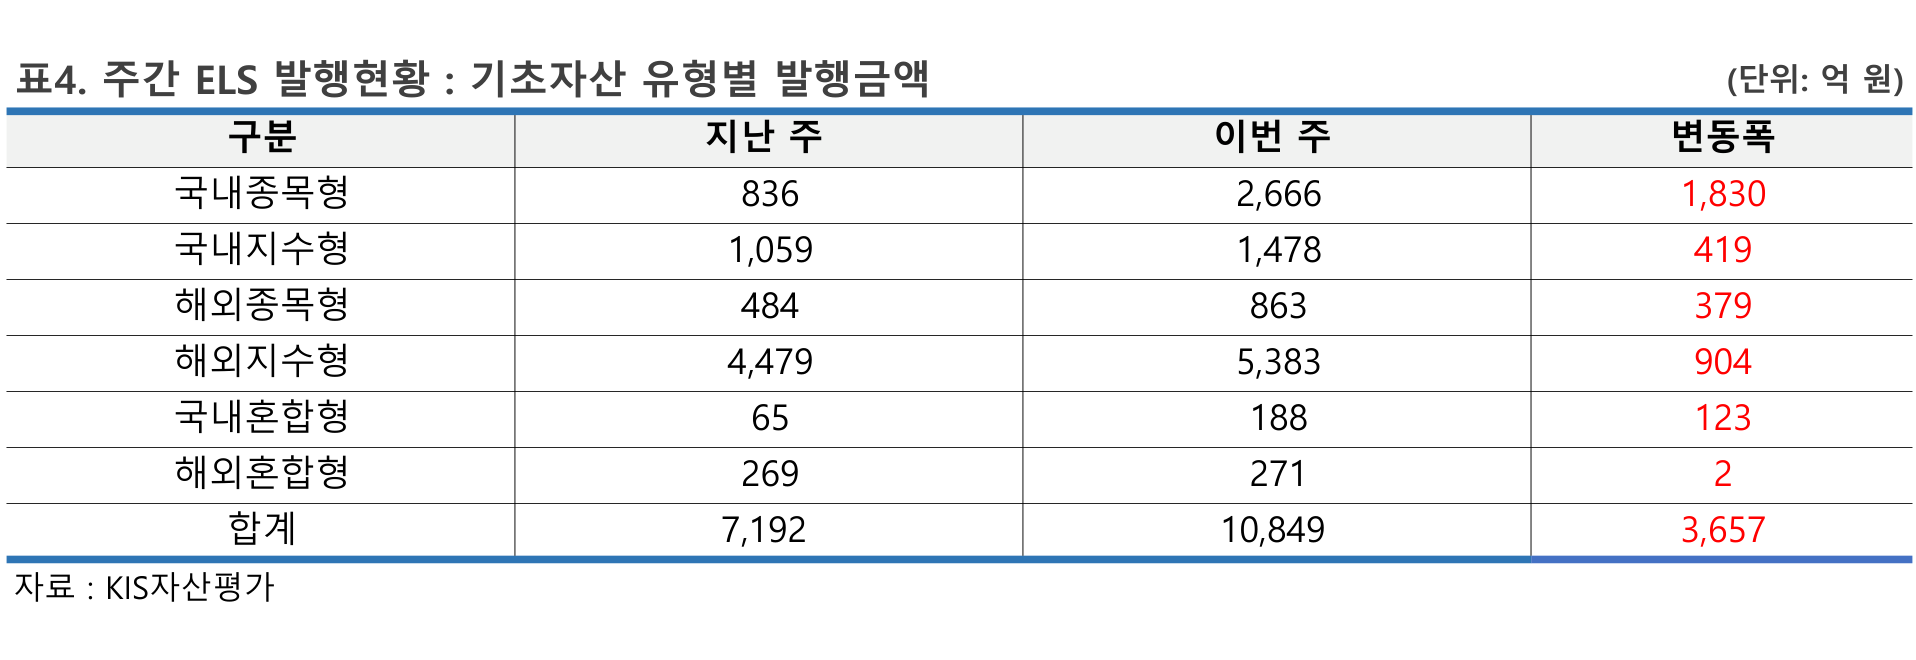 표4. 주간 ELS 발행현황 : 기초자산 유형별 발행금액 (단위: 억 원)
구분 지난 주 이번 주 변동폭
국내종목형 836 2,666 1,830
국내지수형 1,059 1,478 419
해외종목형 484 863 379
해외지수형 4,479 5,383 904
국내혼합형 65 188 123
해외혼합형 269 271 2
합계 7,192 10,849 3,657
자료 : KIS자산평가